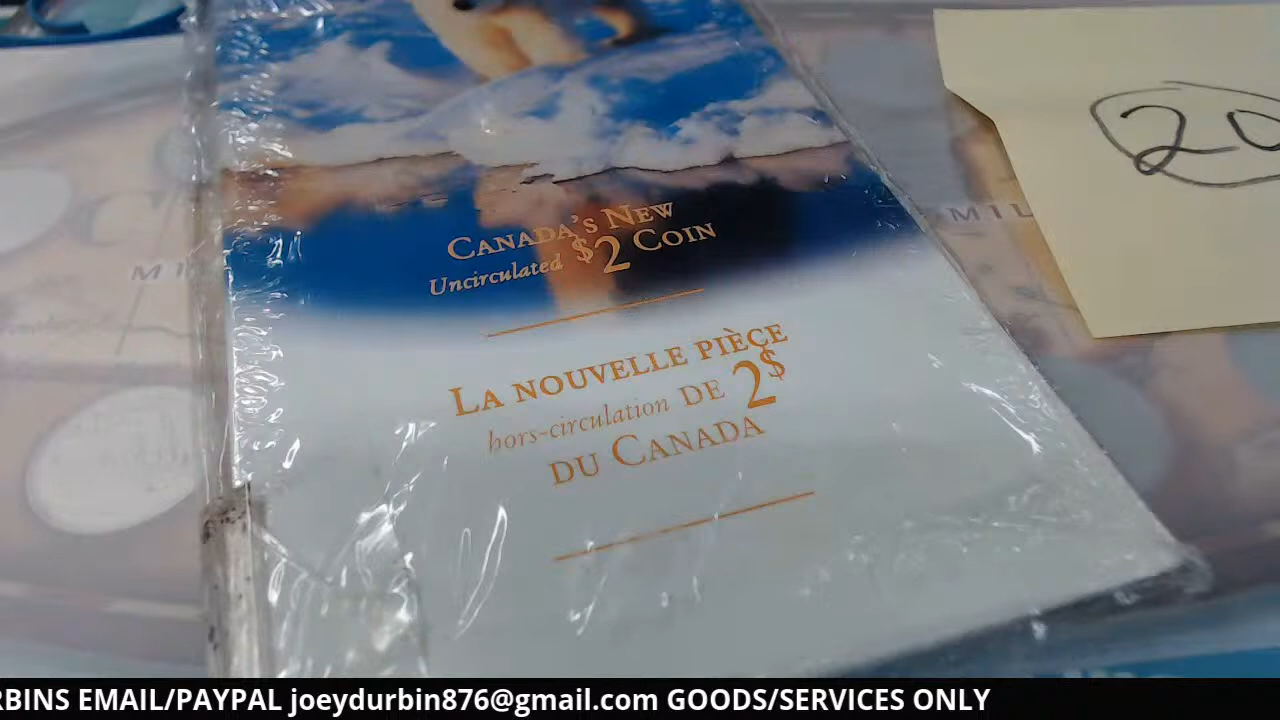 20
MIL
CANADA'S NEW
Uncirculated $2 COIN
LA NOUVELLE PIÈCE
hors-circulation DE 2$
DU CANADA
RBINS EMAIL/PAYPAL joeydurbin876@gmail.com GOODS/SERVICES ONLY